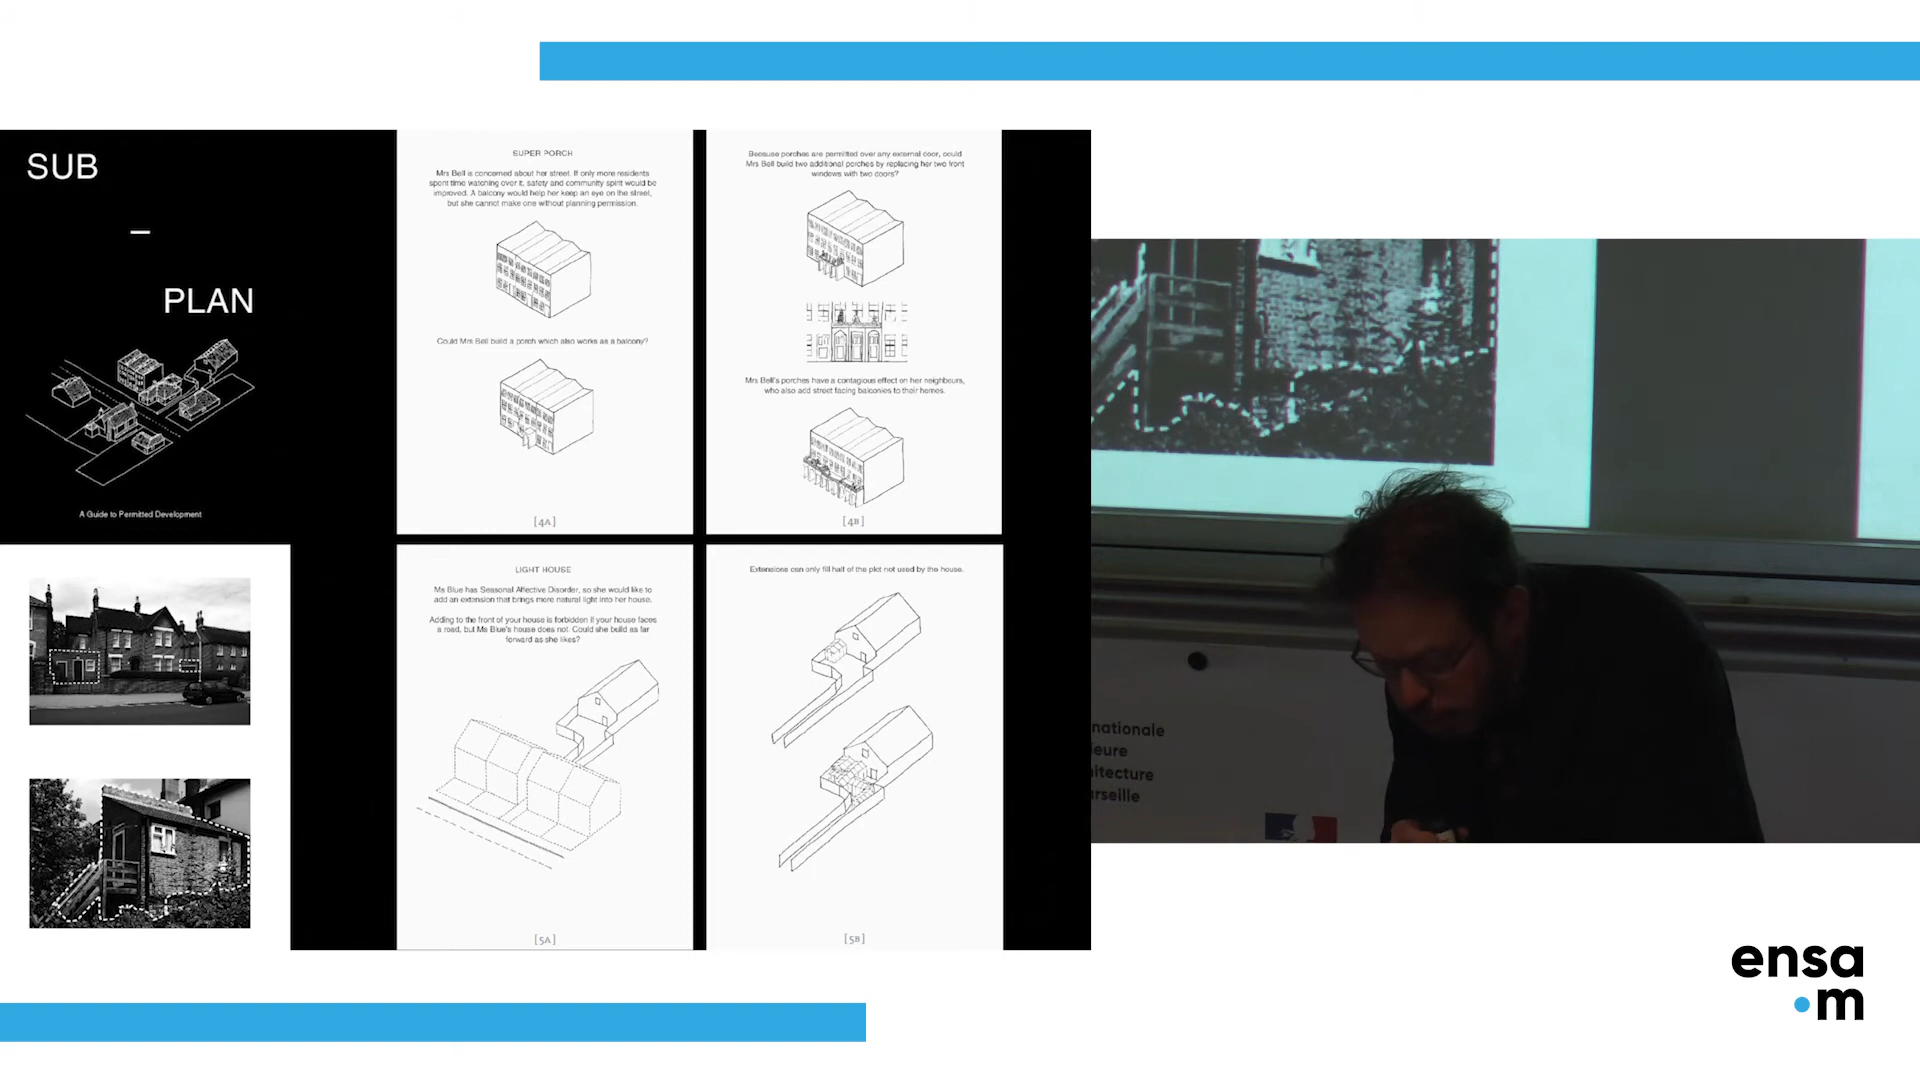 SUB
–
PLAN
A Guide to Permitted Development
SUPER PORCH
Mrs Bell is concerned about her street. If only more residents
spent time watching over it, safety and community spirit would be
improved. A balcony would help her keep an eye on the street,
but she cannot make one without planning permission.
Could Mrs Bell build a porch which also works as a balcony?
[4A]
Because porches are permitted over any external door, could
Mrs Bell build two additional porches by replacing her two front
windows with two doors?
Mrs Bell's porches have a contagious effect on her neighbours,
who also add street facing balconies to their homes.
[4B]
LIGHT HOUSE
Ms Blue has Seasonal Affective Disorder, so she would like to
add an extension that brings more natural light into her house.
Adding to the front of your house is forbidden if your house faces
a road, but Ms Blue's house does not. Could she build as far
forward as she likes?
[5A]
Extensions can only fill half of the plot not used by the house.
[5B]
nationale
ieure
itecture
arseille
ensa
•m